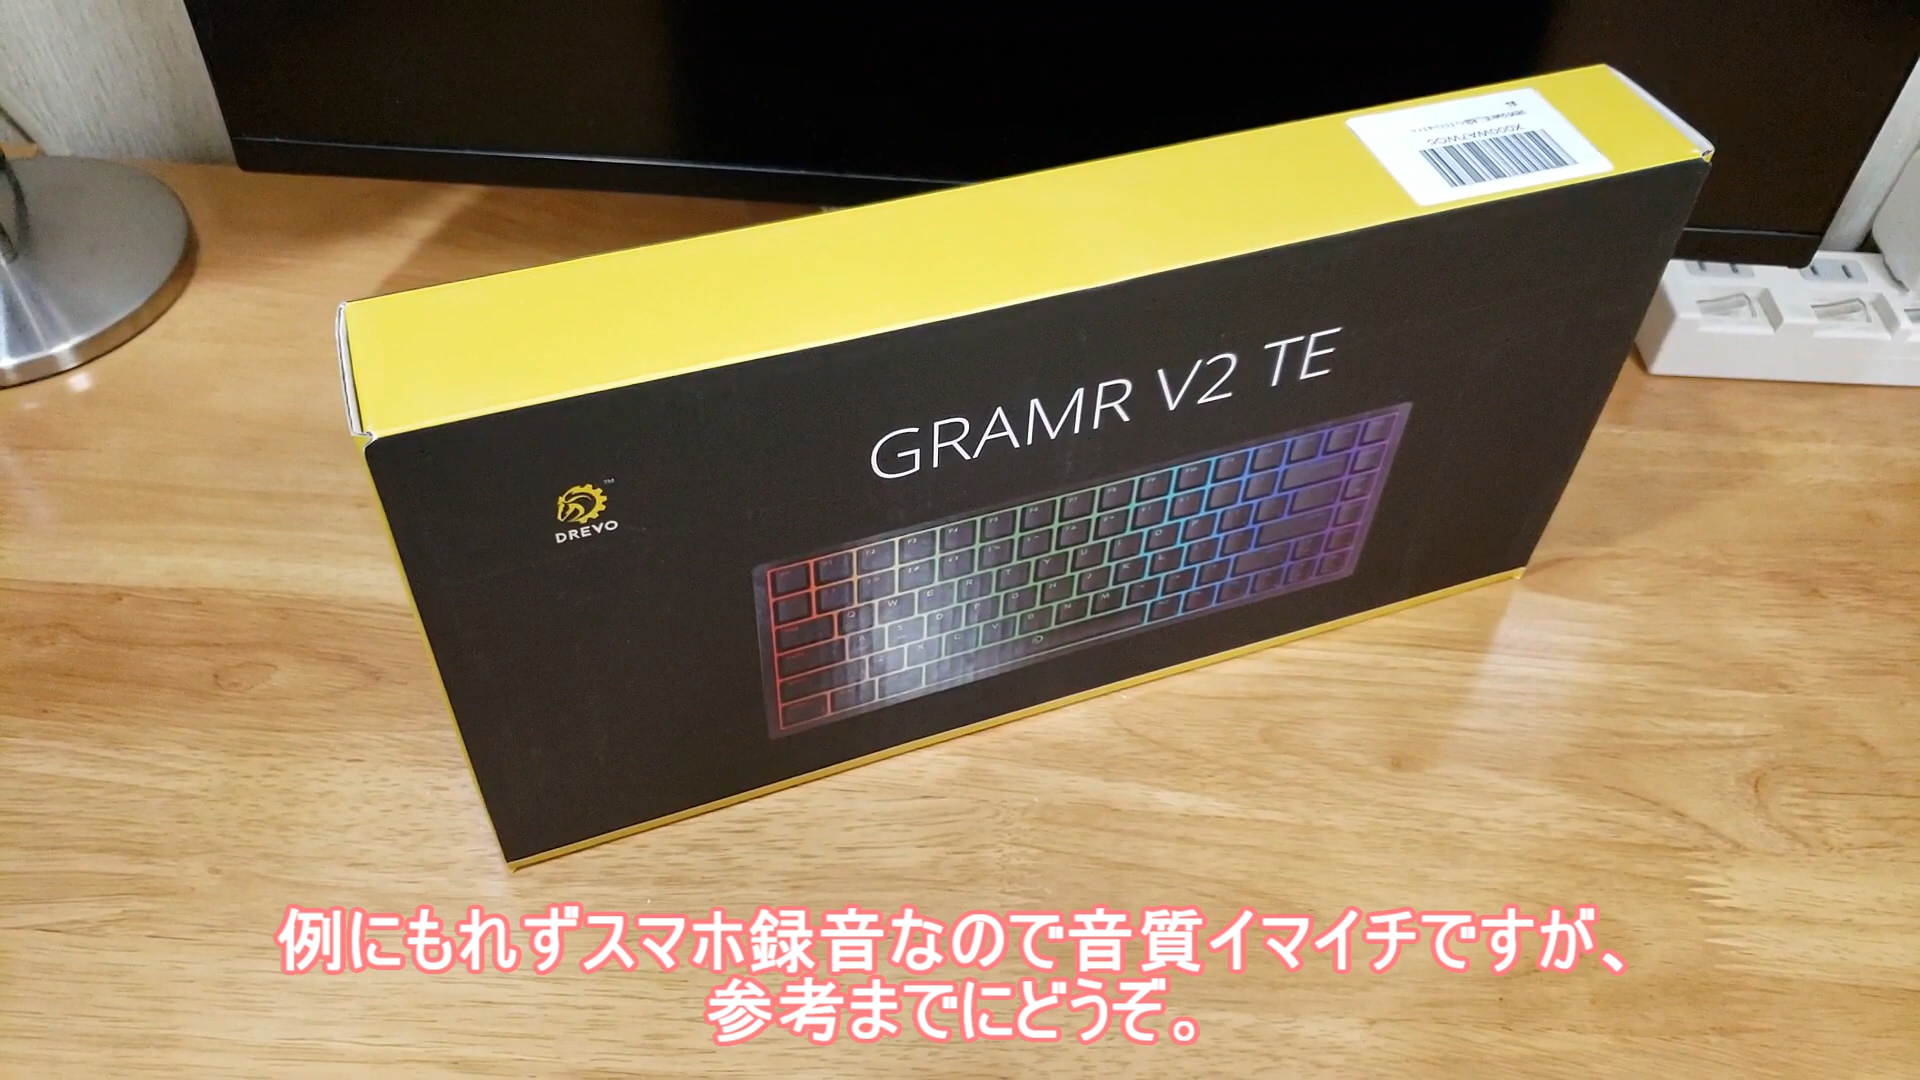 X000WA7WO5
GRAMR V2 TE
DREVO
例にもれずスマホ録音なので音質イマイチですが、
参考までにどうぞ。